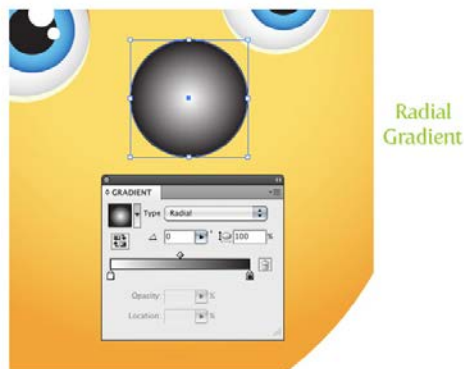 Radial
Gradient
GRADIENT
Type: Radial
0 ° 100 %
Opacity: %
Location: %